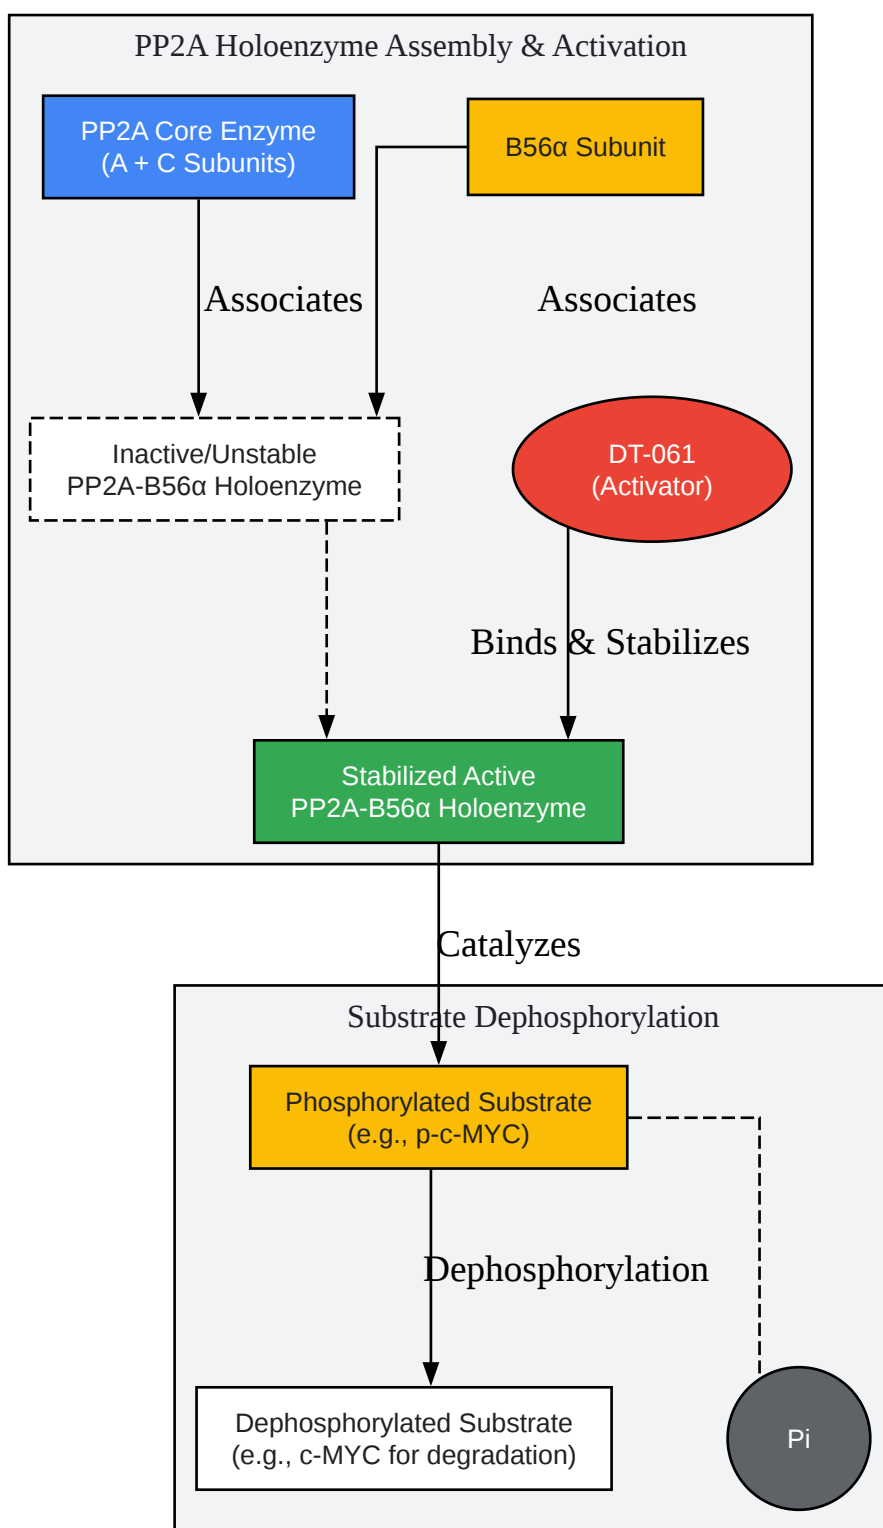 PP2A Holoenzyme Assembly & Activation
PP2A Core Enzyme
(A + C Subunits)
B56α Subunit
Associates
Associates
Inactive/Unstable
PP2A-B56α Holoenzyme
DT-061
(Activator)
Binds & Stabilizes
Stabilized Active
PP2A-B56α Holoenzyme
Catalyzes
Substrate Dephosphorylation
Phosphorylated Substrate
(e.g., p-c-MYC)
Dephosphorylation
Dephosphorylated Substrate
(e.g., c-MYC for degradation)
Pi